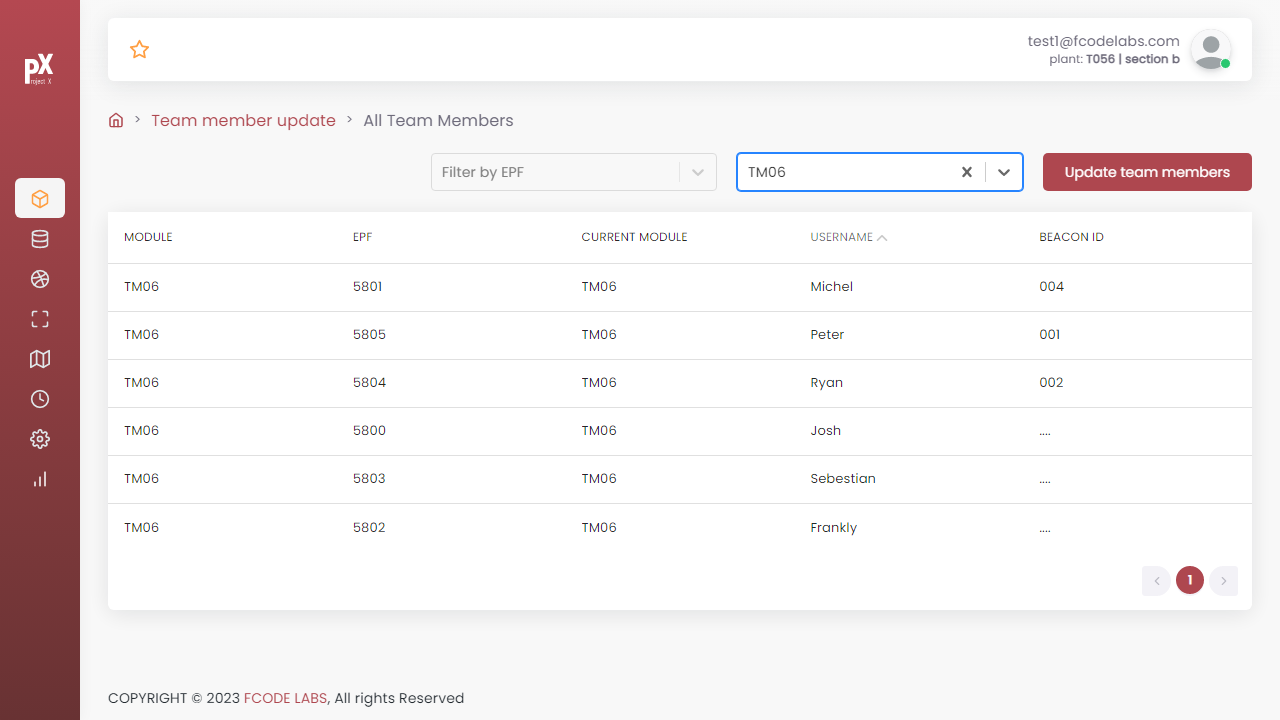 pX
roject X
test1@fcodelabs.com
plant: T056 | section b
Team member update > All Team Members
Filter by EPF
TM06
Update team members
MODULE EPF CURRENT MODULE USERNAME BEACON ID
TM06 5801 TM06 Michel 004
TM06 5805 TM06 Peter 001
TM06 5804 TM06 Ryan 002
TM06 5800 TM06 Josh ....
TM06 5803 TM06 Sebestian ....
TM06 5802 TM06 Frankly ....
1
COPYRIGHT © 2023 FCODE LABS, All rights Reserved